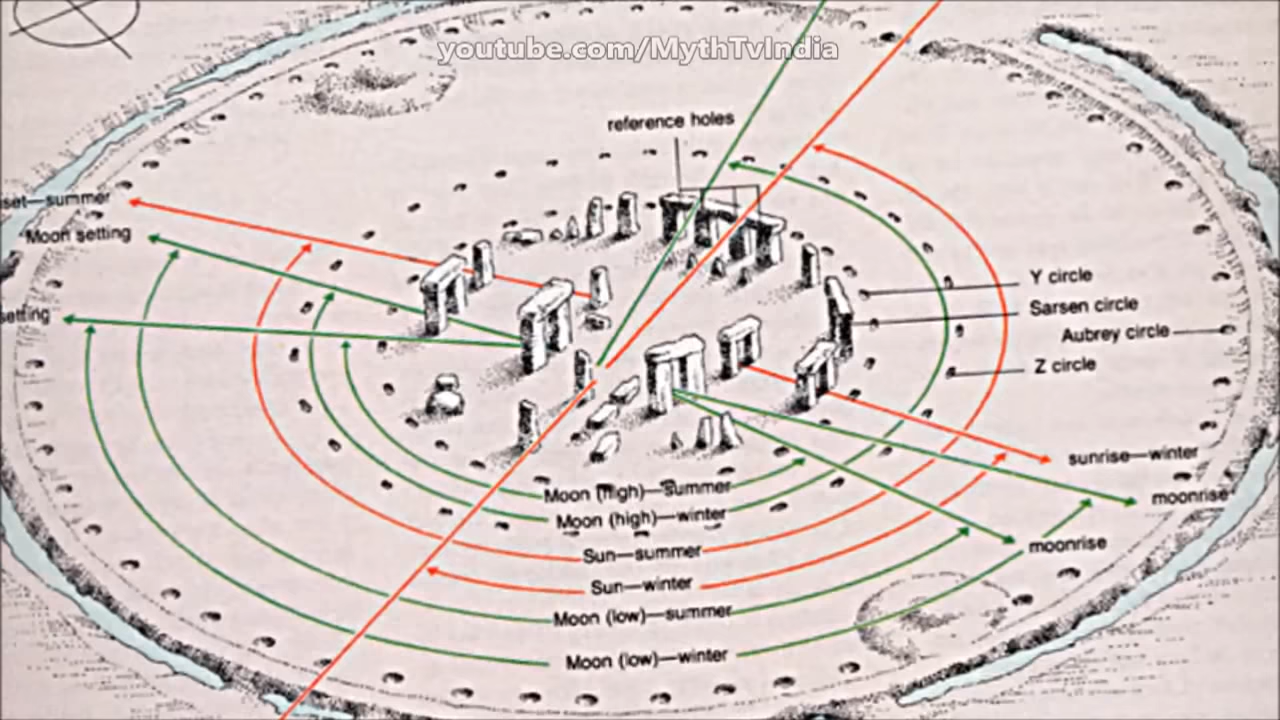 youtube.com/MythTvIndia
reference holes
set—summer
Moon setting
setting
Y circle
Sarsen circle
Aubrey circle
Z circle
sunrise—winter
moonrise
moonrise
Moon (high)—summer
Moon (high)—winter
Sun—summer
Sun—winter
Moon (low)—summer
Moon (low)—winter